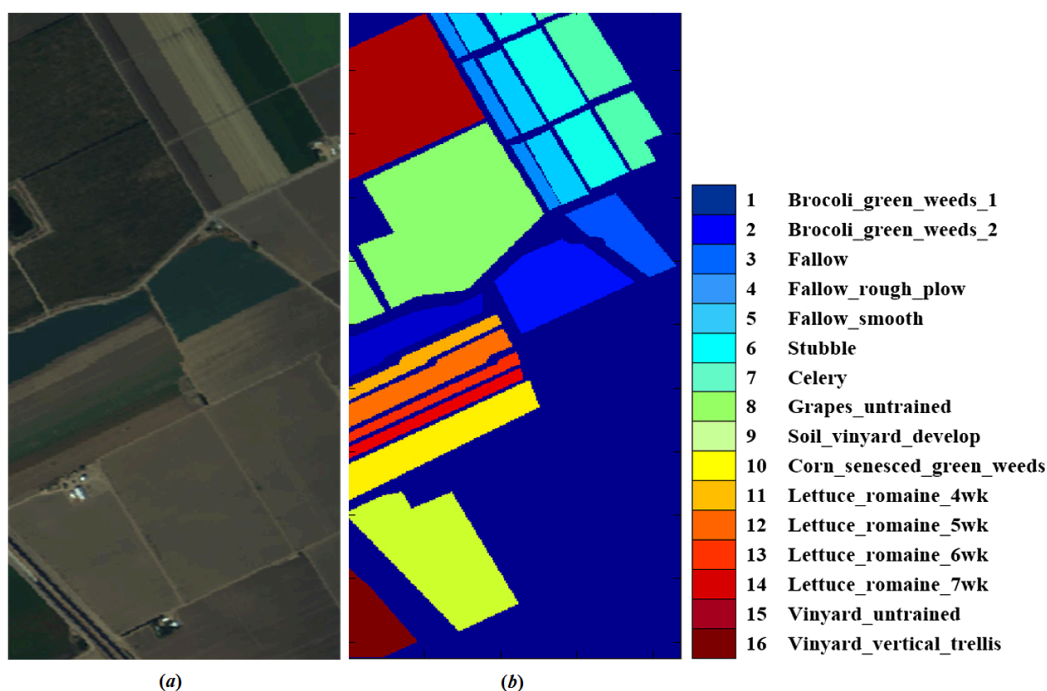 1 Brocoli_green_weeds_1
2 Brocoli_green_weeds_2
3 Fallow
4 Fallow_rough_plow
5 Fallow_smooth
6 Stubble
7 Celery
8 Grapes_untrained
9 Soil_vinyard_develop
10 Corn_senesced_green_weeds
11 Lettuce_romaine_4wk
12 Lettuce_romaine_5wk
13 Lettuce_romaine_6wk
14 Lettuce_romaine_7wk
15 Vinyard_untrained
16 Vinyard_vertical_trellis
(a) (b)